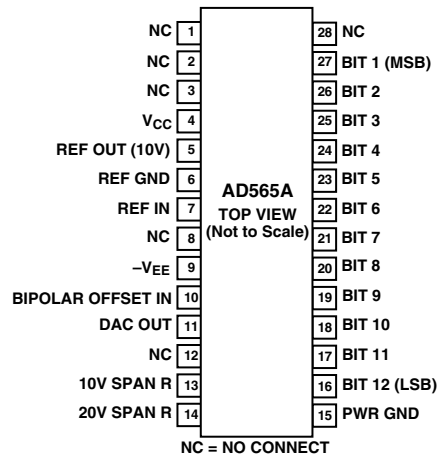 NC 1
NC 2
NC 3
VCC 4
REF OUT (10V) 5
REF GND 6
REF IN 7
NC 8
–VEE 9
BIPOLAR OFFSET IN 10
DAC OUT 11
NC 12
10V SPAN R 13
20V SPAN R 14
AD565A
TOP VIEW
(Not to Scale)
28 NC
27 BIT 1 (MSB)
26 BIT 2
25 BIT 3
24 BIT 4
23 BIT 5
22 BIT 6
21 BIT 7
20 BIT 8
19 BIT 9
18 BIT 10
17 BIT 11
16 BIT 12 (LSB)
15 PWR GND
NC = NO CONNECT